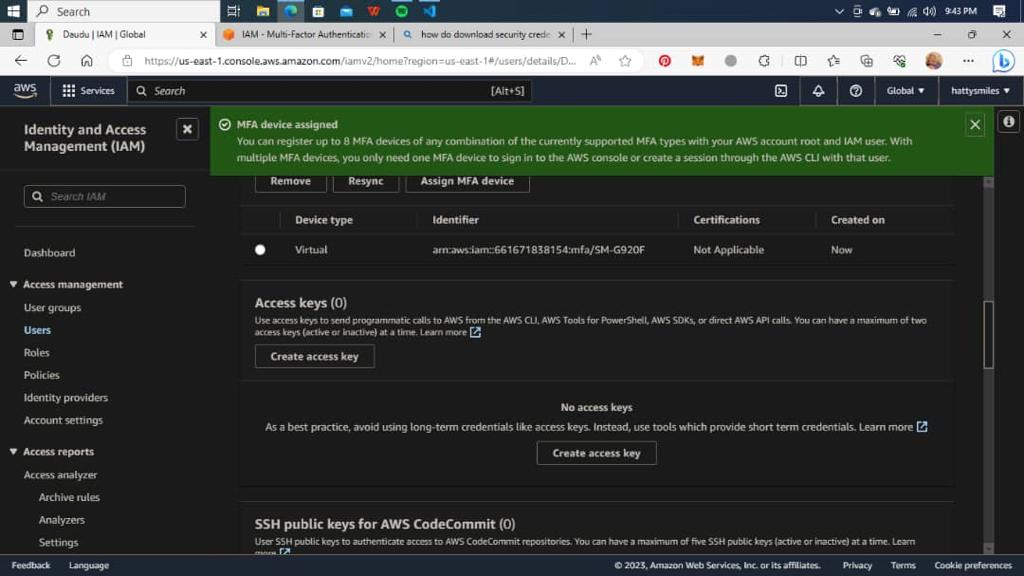 Search
9:43 PM
Daudu | IAM | Global
IAM - Multi-Factor Authentication
how do download security crede
https://us-east-1.console.aws.amazon.com/iamv2/home?region=us-east-1#/users/details/D...
aws
Services
Search
[Alt+S]
Global
hattysmiles
Identity and Access
Management (IAM)
Search IAM
Dashboard
Access management
User groups
Users
Roles
Policies
Identity providers
Account settings
Access reports
Access analyzer
Archive rules
Analyzers
Settings
MFA device assigned
You can register up to 8 MFA devices of any combination of the currently supported MFA types with your AWS account root and IAM user. With
multiple MFA devices, you only need one MFA device to sign in to the AWS console or create a session through the AWS CLI with that user.
Remove
Resync
Assign MFA device
Device type Identifier Certifications Created on
Virtual arn:aws:iam::661671838154:mfa/SM-G920F Not Applicable Now
Access keys (0)
Use access keys to send programmatic calls to AWS from the AWS CLI, AWS Tools for PowerShell, AWS SDKs, or direct AWS API calls. You can have a maximum of two
access keys (active or inactive) at a time. Learn more
Create access key
No access keys
As a best practice, avoid using long-term credentials like access keys. Instead, use tools which provide short term credentials. Learn more
Create access key
SSH public keys for AWS CodeCommit (0)
User SSH public keys to authenticate access to AWS CodeCommit repositories. You can have a maximum of five SSH public keys (active or inactive) at a time. Learn
more
Feedback Language
© 2023, Amazon Web Services, Inc. or its affiliates. Privacy Terms Cookie preferences